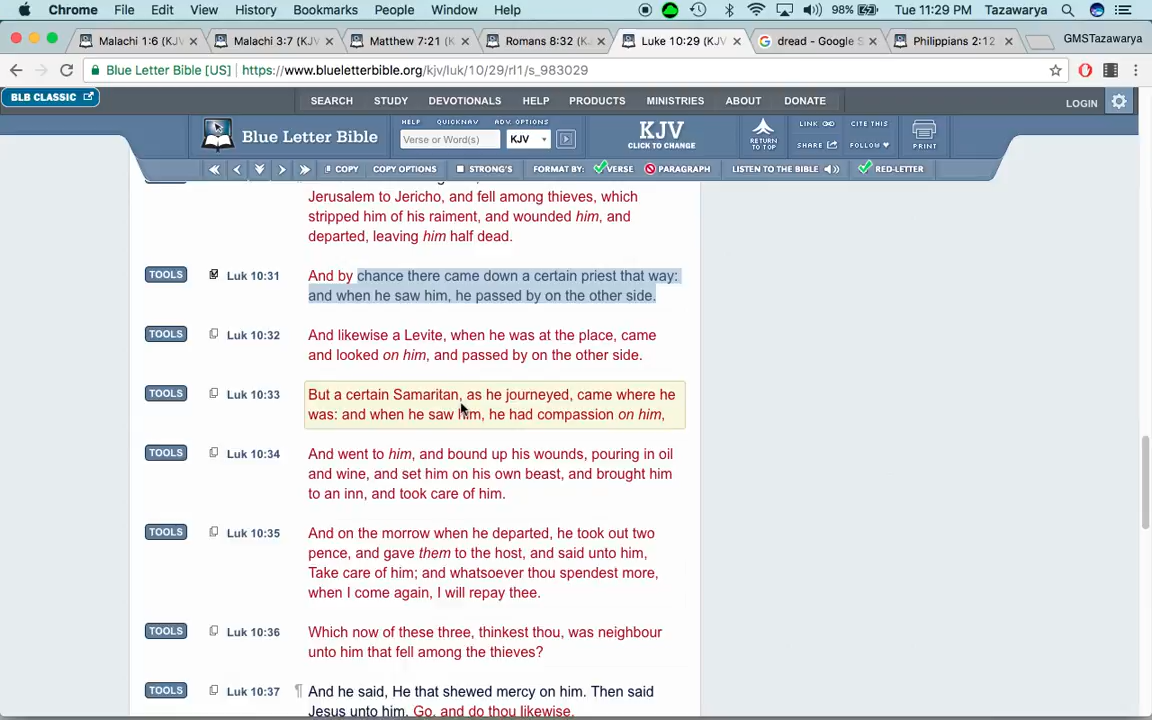 Chrome File Edit View History Bookmarks People Window Help 98% Tue 11:29 PM Tazawarya
Malachi 1:6 (KJV Malachi 3:7 (KJV Matthew 7:21 (KJ Romans 8:32 (KJV Luke 10:29 (KJV dread - Google S Philippians 2:12 GMSTazawarya
Blue Letter Bible [US] https://www.blueletterbible.org/kjv/luk/10/29/rl1/s_983029
BLB CLASSIC SEARCH STUDY DEVOTIONALS HELP PRODUCTS MINISTRIES ABOUT DONATE LOGIN
HELP QUICKNAV ADV. OPTIONS
Blue Letter Bible Verse or Word(s) KJV KJV CLICK TO CHANGE RETURN TO TOP LINK CITE THIS SHARE FOLLOW PRINT
COPY COPY OPTIONS STRONG'S FORMAT BY: VERSE PARAGRAPH LISTEN TO THE BIBLE RED-LETTER
Jerusalem to Jericho, and fell among thieves, which
stripped him of his raiment, and wounded him, and
departed, leaving him half dead.
TOOLS Luk 10:31 And by chance there came down a certain priest that way:
and when he saw him, he passed by on the other side.
TOOLS Luk 10:32 And likewise a Levite, when he was at the place, came
and looked on him, and passed by on the other side.
TOOLS Luk 10:33 But a certain Samaritan, as he journeyed, came where he
was: and when he saw him, he had compassion on him,
TOOLS Luk 10:34 And went to him, and bound up his wounds, pouring in oil
and wine, and set him on his own beast, and brought him
to an inn, and took care of him.
TOOLS Luk 10:35 And on the morrow when he departed, he took out two
pence, and gave them to the host, and said unto him,
Take care of him; and whatsoever thou spendest more,
when I come again, I will repay thee.
TOOLS Luk 10:36 Which now of these three, thinkest thou, was neighbour
unto him that fell among the thieves?
TOOLS Luk 10:37 ¶ And he said, He that shewed mercy on him. Then said
Jesus unto him, Go, and do thou likewise.